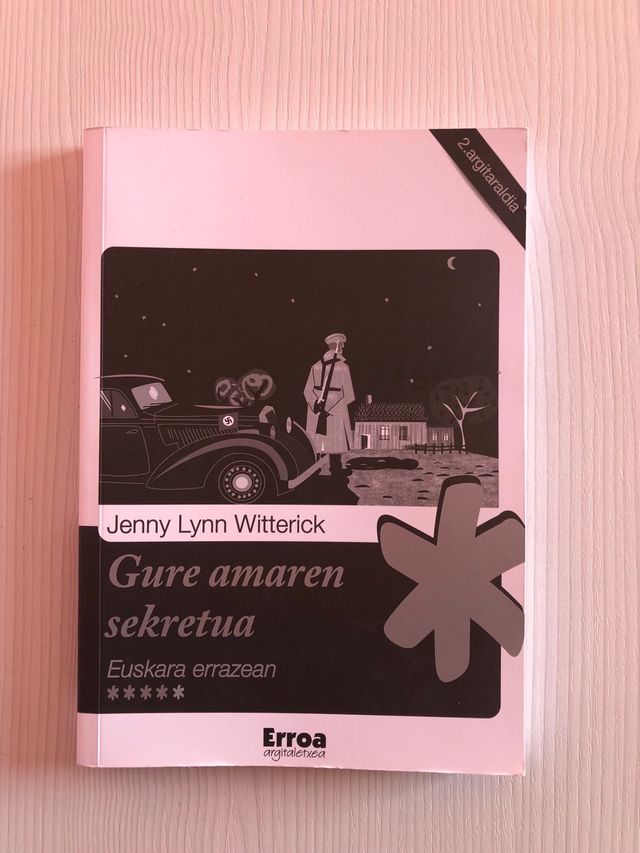 2.argitaraldia
Jenny Lynn Witterick
Gure amaren
sekretua
Euskara errazean
*****
Erroa
argitaletxea